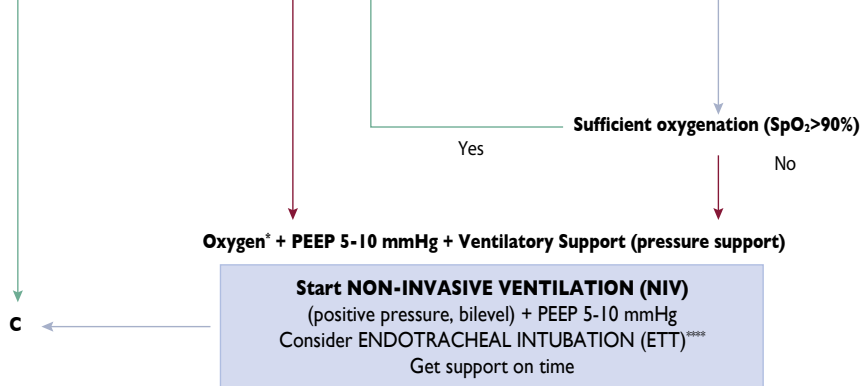 Sufficient oxygenation (SpO₂>90%)
Yes
No
Oxygen* + PEEP 5-10 mmHg + Ventilatory Support (pressure support)
Start NON-INVASIVE VENTILATION (NIV)
(positive pressure, bilevel) + PEEP 5-10 mmHg
C
Consider ENDOTRACHEAL INTUBATION (ETT)****
Get support on time